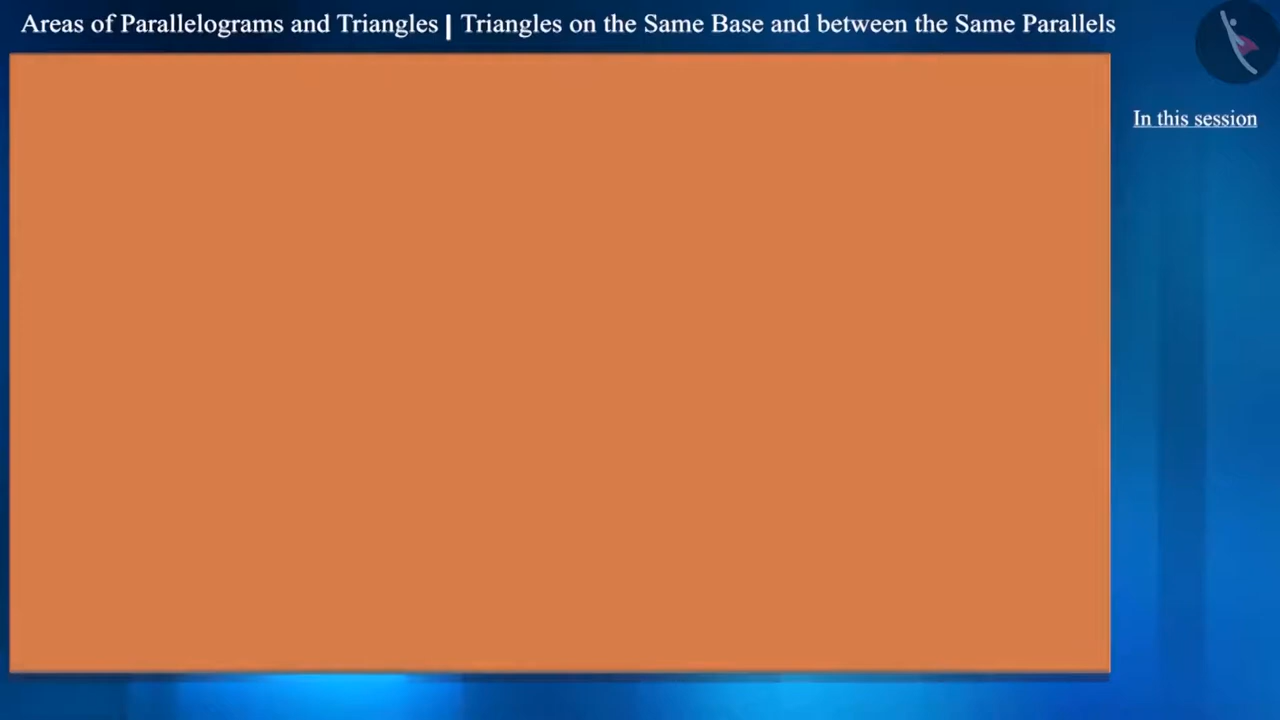 Areas of Parallelograms and Triangles | Triangles on the Same Base and between the Same Parallels
In this session